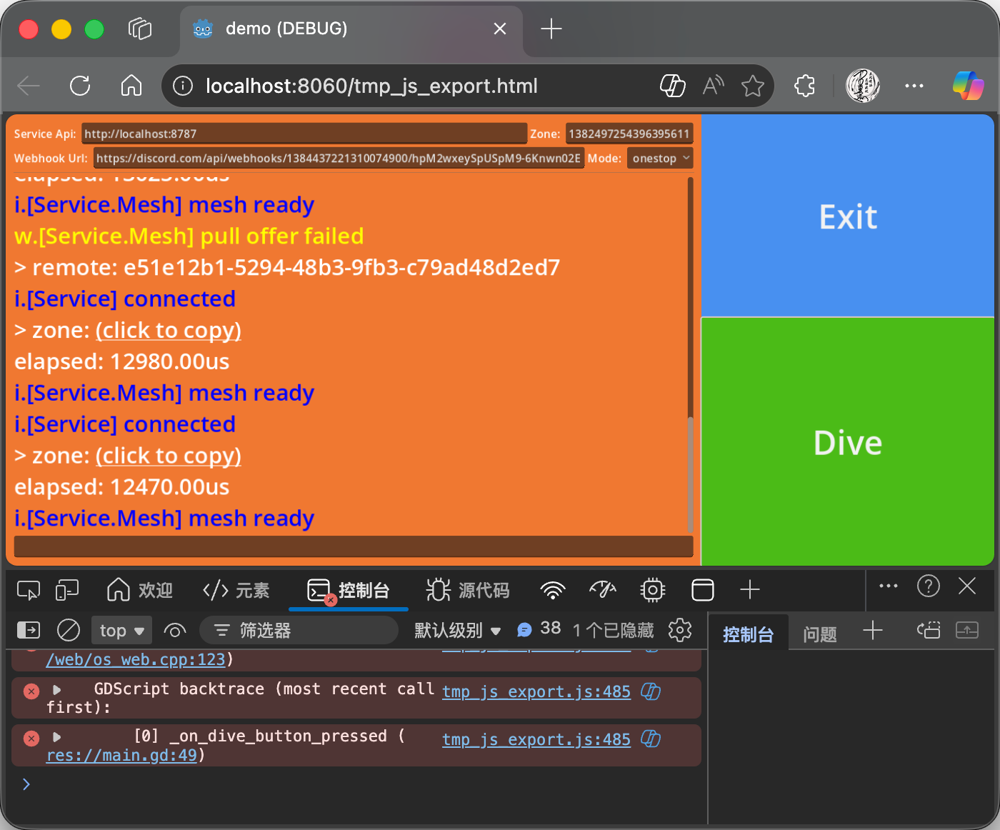 demo (DEBUG)
localhost:8060/tmp_js_export.html
Service Api: http://localhost:8787 Zone: 1382497254396395611
Webhook Url: https://discord.com/api/webhooks/1384437221310074900/hpM2wxeySpUSpM9-6Knwn02E Mode: onestop
elapsed: 13025.00us
i.[Service.Mesh] mesh ready
w.[Service.Mesh] pull offer failed
> remote: e51e12b1-5294-48b3-9fb3-c79ad48d2ed7
i.[Service] connected
> zone: (click to copy)
elapsed: 12980.00us
i.[Service.Mesh] mesh ready
i.[Service] connected
> zone: (click to copy)
elapsed: 12470.00us
i.[Service.Mesh] mesh ready
Exit
Dive
欢迎 </> 元素 控制台 源代码
top 筛选器 默认级别 38 1 个已隐藏
控制台 问题
/web/os_web.cpp:123)
GDScript backtrace (most recent call tmp_js_export.js:485
first):
[0] _on_dive_button_pressed ( tmp_js_export.js:485
res://main.gd:49)